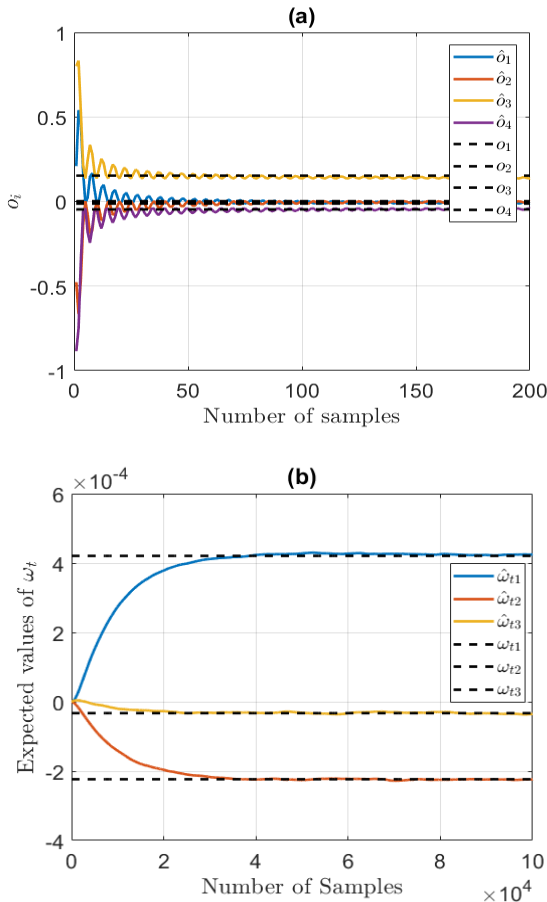 (a)
1
0.5
0
-0.5
-1
0
50
100
150
200
o_i
Number of samples
ô_1
ô_2
ô_3
ô_4
o_1
o_2
o_3
o_4
(b)
×10^-4
6
4
2
0
-2
-4
0
2
4
6
8
10
×10^4
Expected values of ω_t
Number of Samples
ω̂_t1
ω̂_t2
ω̂_t3
ω_t1
ω_t2
ω_t3